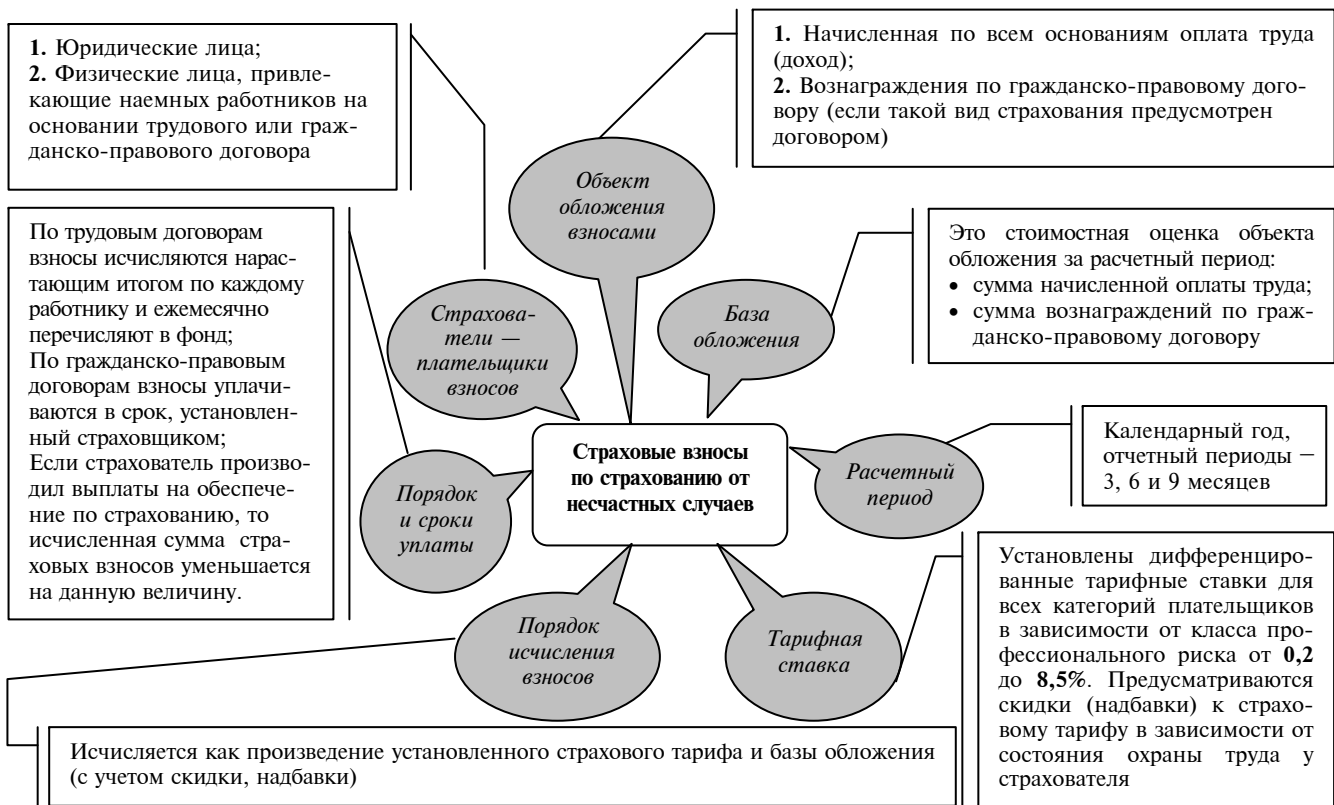 1. Юридические лица;
2. Физические лица, привле-
кающие наемных работников на
основании трудового или граж-
данско-правового договора
1. Начисленная по всем основаниям оплата труда
(доход);
2. Вознаграждения по гражданско-правовому дого-
вору (если такой вид страхования предусмотрен
договором)
Объект
обложения
взносами
По трудовым договорам
взносы исчисляются нарас-
тающим итогом по каждому
работнику и ежемесячно
перечисляют в фонд;
По гражданско-правовым
договорам взносы уплачи-
ваются в срок, установлен-
ный страховщиком;
Если страхователь произво-
дил выплаты на обеспече-
ние по страхованию, то
исчисленная сумма стра-
ховых взносов уменьшается
на данную величину.
Страхова-
тели —
плательщики
взносов
База
обложения
Это стоимостная оценка объекта
обложения за расчетный период:
• сумма начисленной оплаты труда;
• сумма вознаграждений по граж-
данско-правовому договору
Страховые взносы
по страхованию от
несчастных случаев
Расчетный
период
Календарный год,
отчетный периоды –
3, 6 и 9 месяцев
Порядок
и сроки
уплаты
Порядок
исчисления
взносов
Тарифная
ставка
Установлены дифференциро-
ванные тарифные ставки для
всех категорий плательщиков
в зависимости от класса про-
фессионального риска от 0,2
до 8,5%. Предусматриваются
скидки (надбавки) к страхо-
вому тарифу в зависимости от
состояния охраны труда у
страхователя
Исчисляется как произведение установленного страхового тарифа и базы обложения
(с учетом скидки, надбавки)